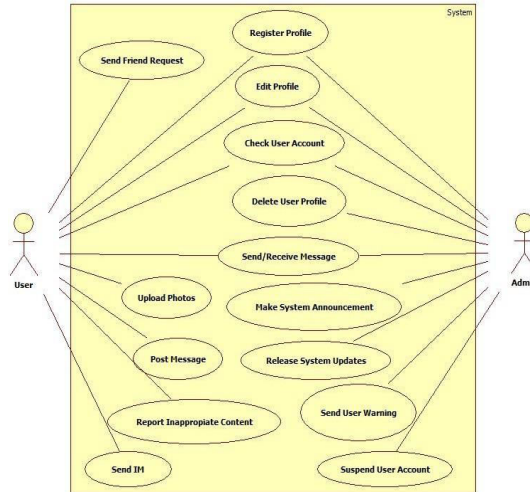 System
Register Profile
Send Friend Request
Edit Profile
Check User Account
Delete User Profile
Send/Receive Message
User
Adm
Upload Photos
Make System Announcement
Post Message
Release System Updates
Send User Warning
Report Inappropiate Content
Send IM
Suspend User Account